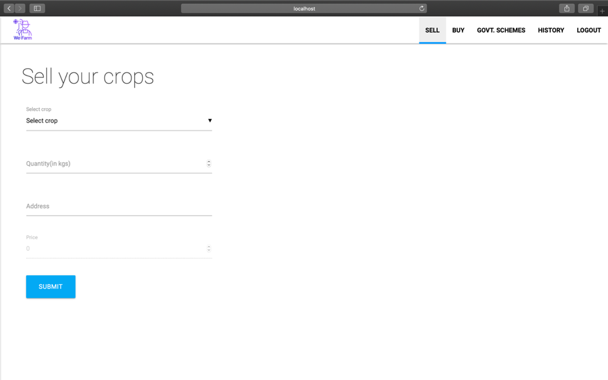 localhost
We Farm
SELL
BUY
GOVT. SCHEMES
HISTORY
LOGOUT
Sell your crops
Select crop
Select crop
Quantity(in kgs)
Address
Price
0
SUBMIT